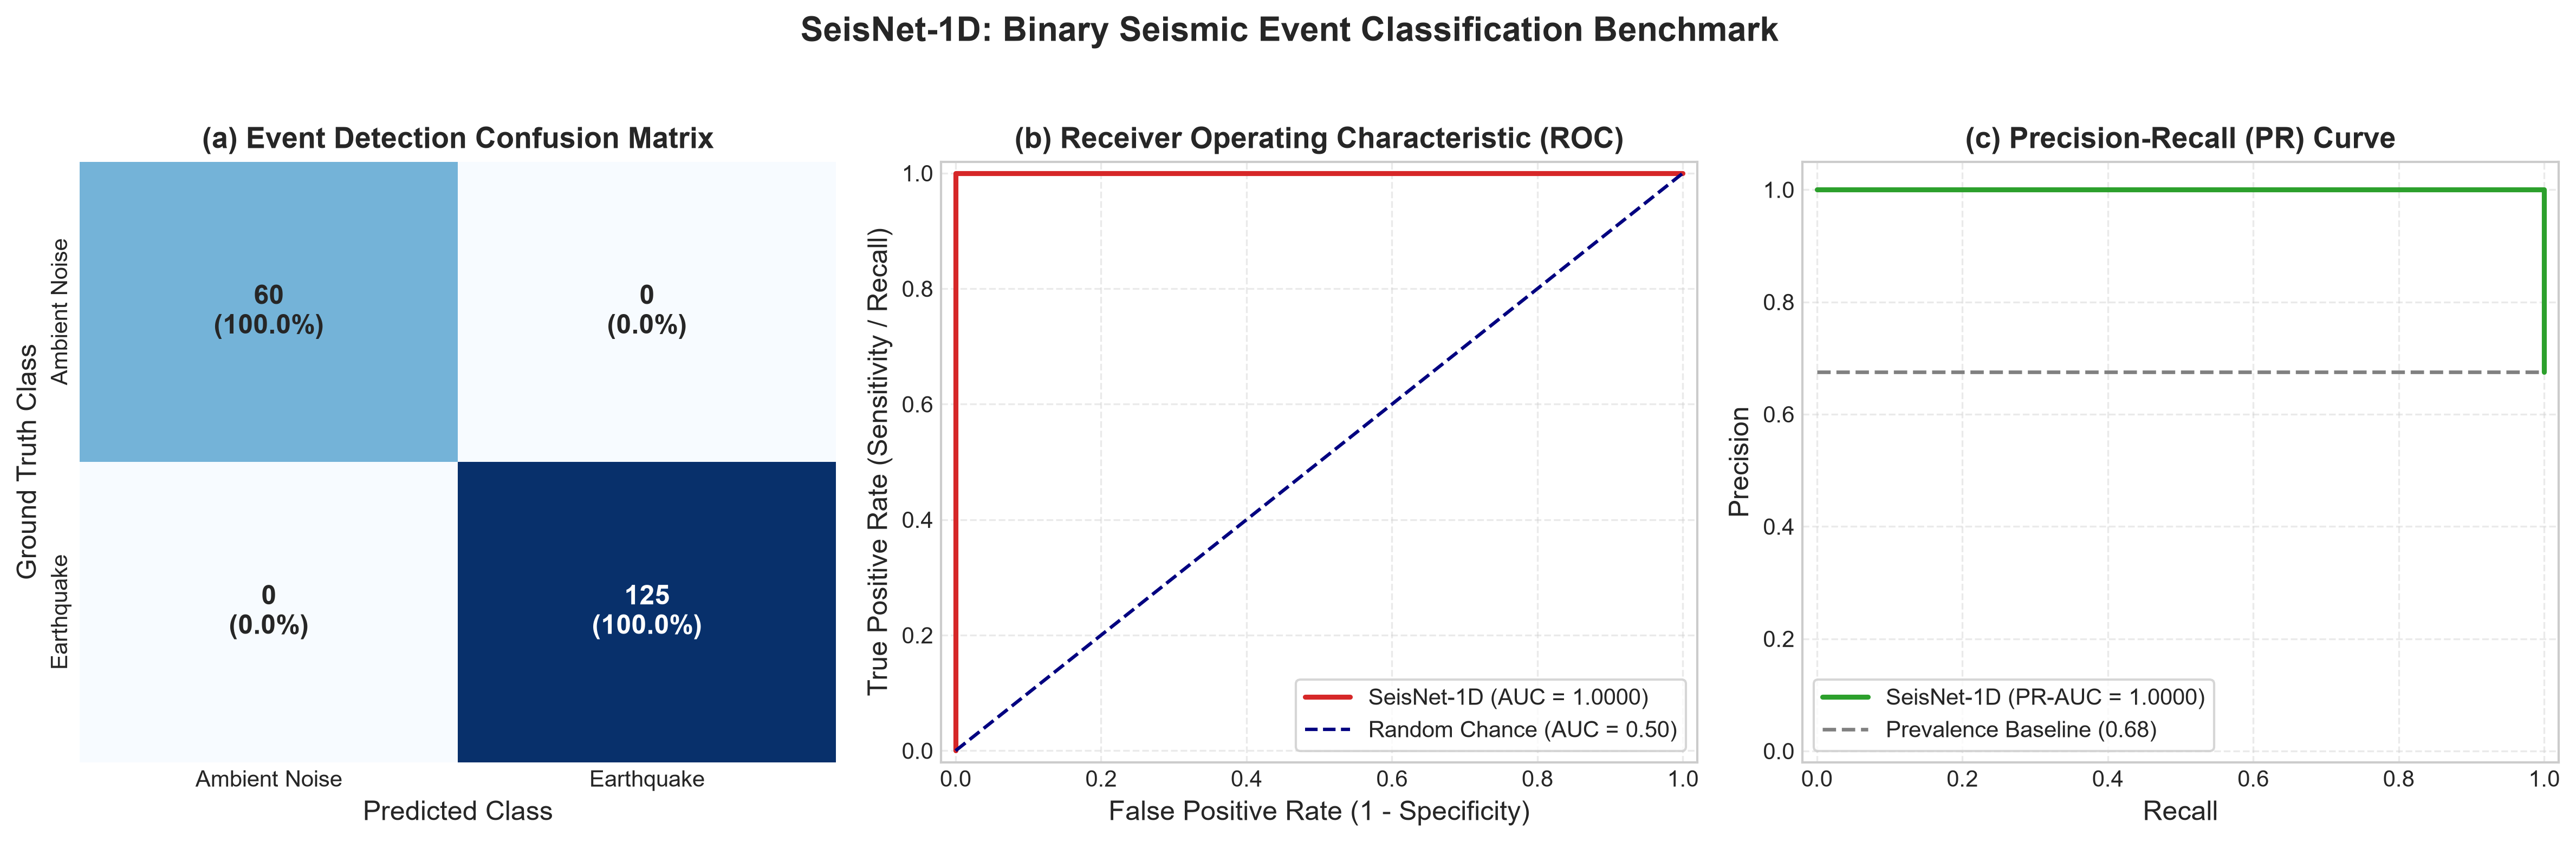 SeisNet-1D: Binary Seismic Event Classification Benchmark
(a) Event Detection Confusion Matrix
Ground Truth Class
Ambient Noise
Earthquake
60
(100.0%)
0
(0.0%)
0
(0.0%)
125
(100.0%)
Ambient Noise
Earthquake
Predicted Class
(b) Receiver Operating Characteristic (ROC)
True Positive Rate (Sensitivity / Recall)
1.0
0.8
0.6
0.4
0.2
0.0
SeisNet-1D (AUC = 1.0000)
Random Chance (AUC = 0.50)
0.0 0.2 0.4 0.6 0.8 1.0
False Positive Rate (1 - Specificity)
(c) Precision-Recall (PR) Curve
Precision
1.0
0.8
0.6
0.4
0.2
0.0
SeisNet-1D (PR-AUC = 1.0000)
Prevalence Baseline (0.68)
0.0 0.2 0.4 0.6 0.8 1.0
Recall